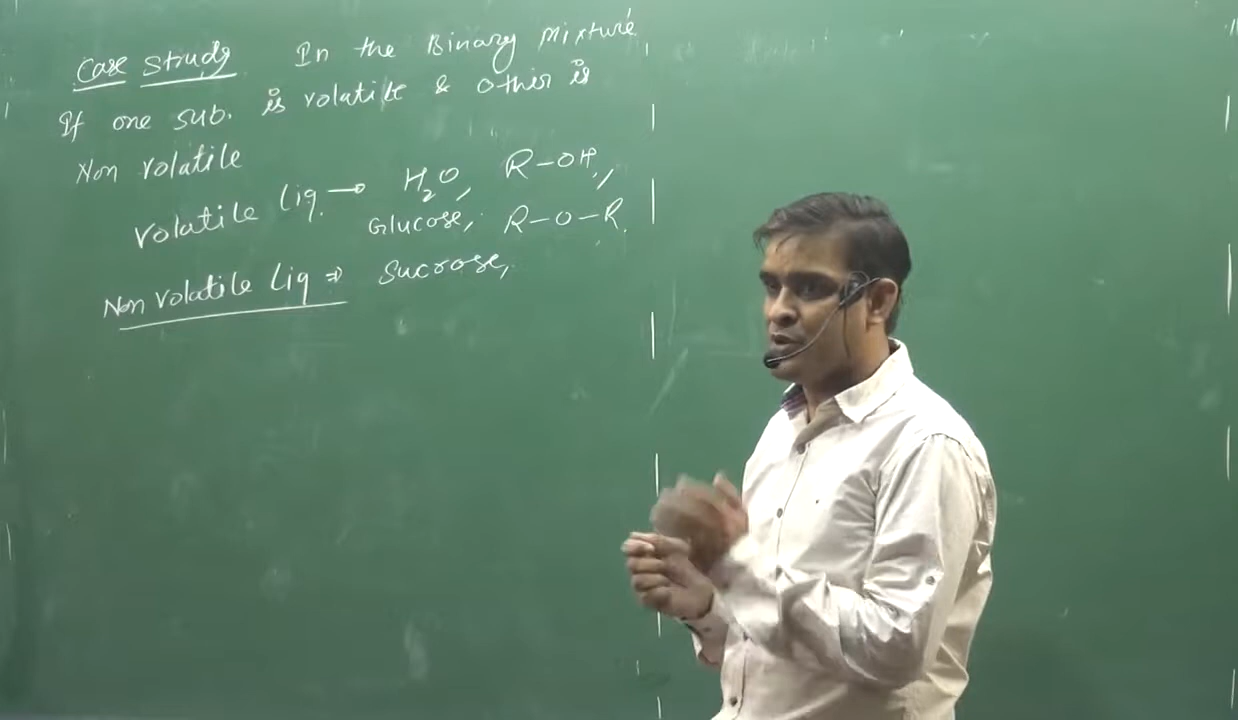 Case Study In the Binary Mixture
If one sub. is volatile & other is
Non volatile
Volatile Liq. → H₂O, R-OH,
Glucose, R-O-R.
Non volatile Liq ⇒ Sucrose,